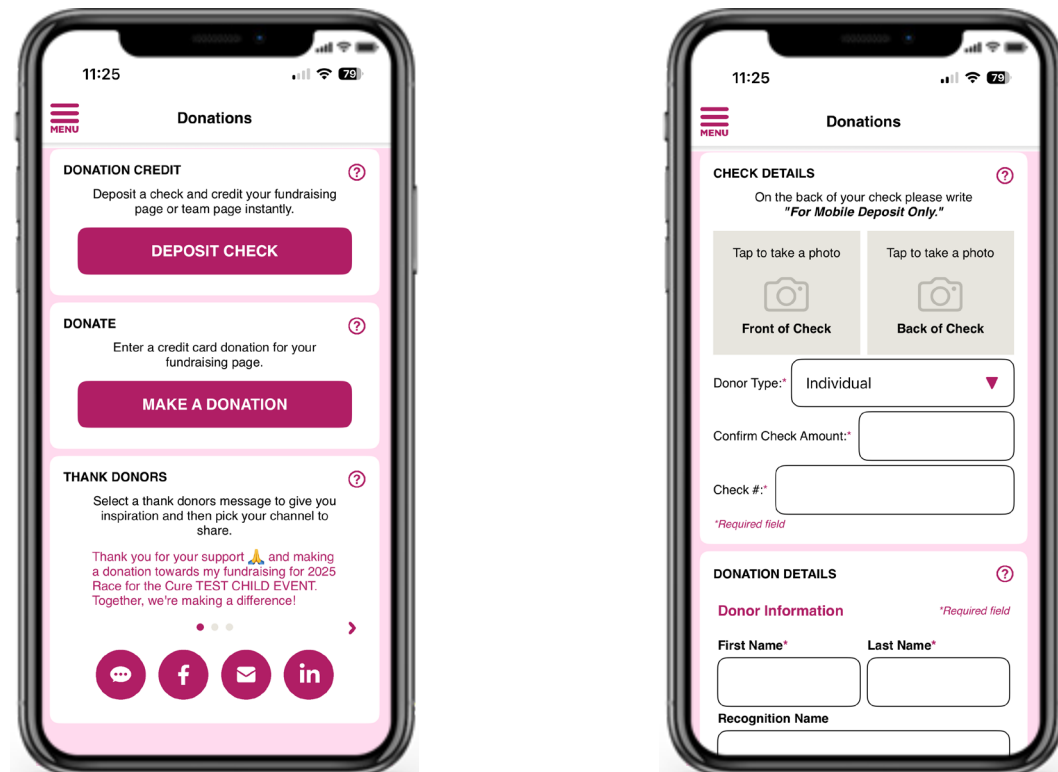 11:25
79
MENU
Donations
DONATION CREDIT
Deposit a check and credit your fundraising
page or team page instantly.
DEPOSIT CHECK
DONATE
Enter a credit card donation for your
fundraising page.
MAKE A DONATION
THANK DONORS
Select a thank donors message to give you
inspiration and then pick your channel to
share.
Thank you for your support 🙏 and making
a donation towards my fundraising for 2025
Race for the Cure TEST CHILD EVENT.
Together, we're making a difference!
f
in
11:25
79
MENU
Donations
CHECK DETAILS
On the back of your check please write
"For Mobile Deposit Only."
Tap to take a photo
Front of Check
Tap to take a photo
Back of Check
Donor Type:* Individual
Confirm Check Amount:*
Check #:*
*Required field
DONATION DETAILS
Donor Information *Required field
First Name* Last Name*
Recognition Name